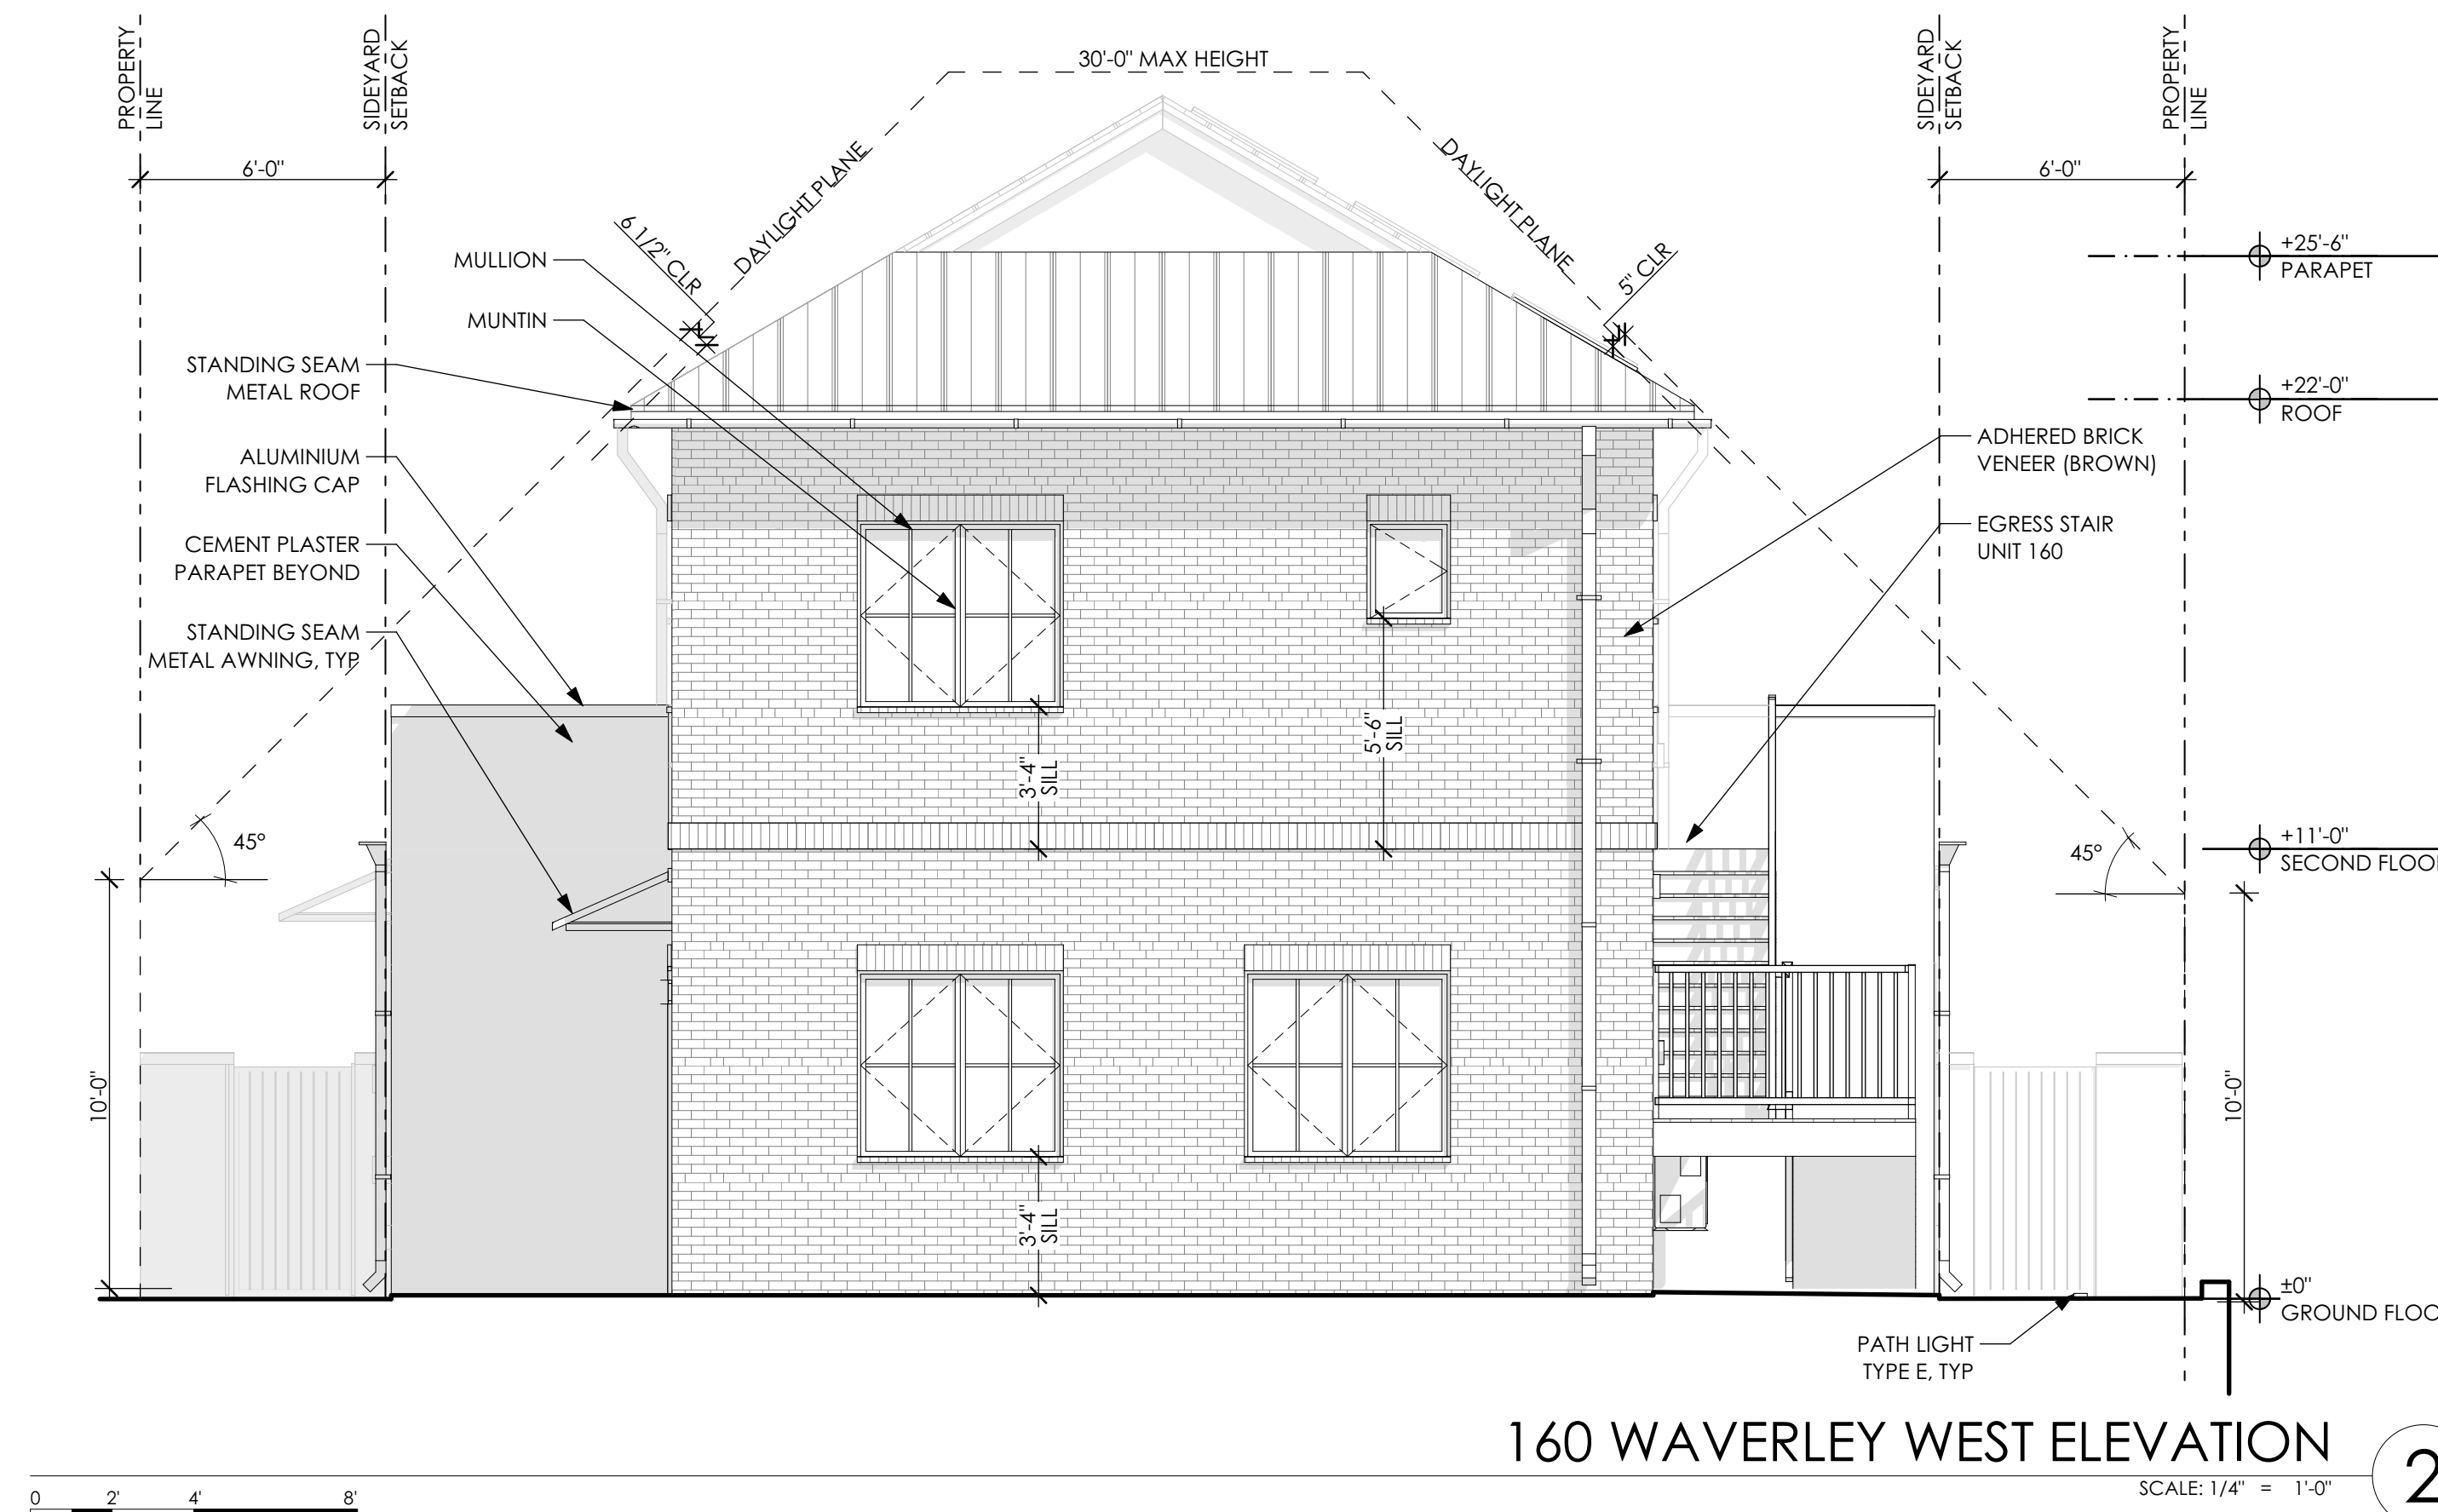 PROPERTY
LINE
SIDEYARD
SETBACK
30'-0" MAX HEIGHT
SIDEYARD
SETBACK
PROPERTY
LINE
6'-0"
6'-0"
DAYLIGHT PLANE
DAYLIGHT PLANE
6 1/2" CLR
5" CLR
MULLION
MUNTIN
STANDING SEAM
METAL ROOF
ALUMINIUM
FLASHING CAP
CEMENT PLASTER
PARAPET BEYOND
STANDING SEAM
METAL AWNING, TYP
+25'-6"
PARAPET
+22'-0"
ROOF
ADHERED BRICK
VENEER (BROWN)
EGRESS STAIR
UNIT 160
3'-4"
SILL
5'-6"
SILL
45°
45°
+11'-0"
SECOND FLOO
10'-0"
10'-0"
3'-4"
SILL
±0"
GROUND FLOO
PATH LIGHT
TYPE E, TYP
160 WAVERLEY WEST ELEVATION
2
SCALE: 1/4" = 1'-0"
0 2' 4' 8'